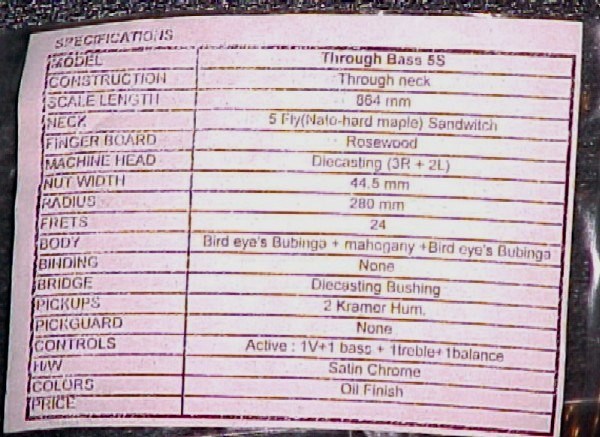 SPECIFICATIONS
MODEL Through Bass 5S
CONSTRUCTION Through neck
SCALE LENGTH 864 mm
NECK 5 Fly(Nato-hard maple) Sandwitch
FINGER BOARD Rosewood
MACHINE HEAD Diecasting (3R + 2L)
NUT WIDTH 44.5 mm
RADIUS 280 mm
FRETS 24
BODY Bird eye's Bubinga + mahogany +Bird eye's Bubinga
BINDING None
BRIDGE Diecasting Bushing
PICKUPS 2 Kramer Hum.
PICKGUARD None
CONTROLS Active : 1V+1 bass + 1treble+1balance
H/W Satin Chrome
COLORS Oil Finish
PRICE